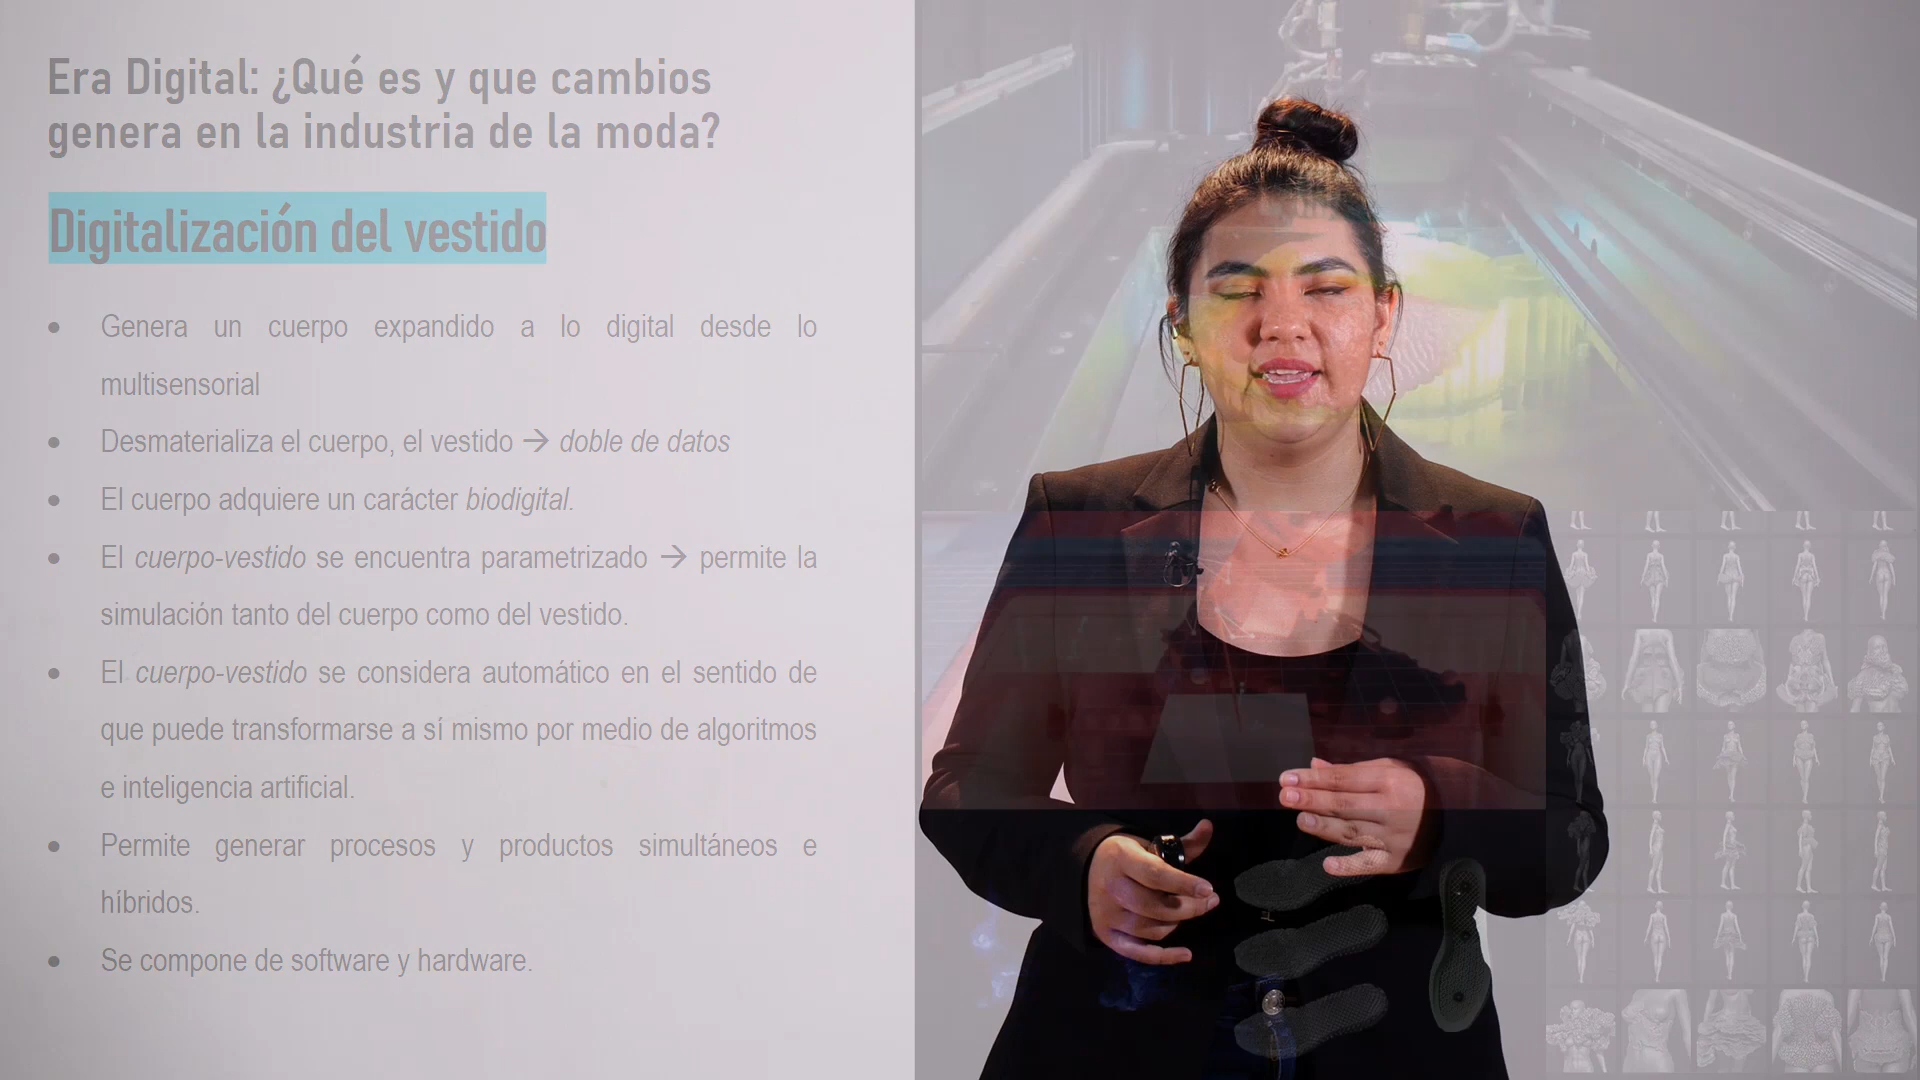 Era Digital: ¿Qué es y que cambios
genera en la industria de la moda?
Digitalización del vestido
• Genera un cuerpo expandido a lo digital desde lo
multisensorial
• Desmaterializa el cuerpo, el vestido → doble de datos
• El cuerpo adquiere un carácter biodigital.
• El cuerpo-vestido se encuentra parametrizado → permite la
simulación tanto del cuerpo como del vestido.
• El cuerpo-vestido se considera automático en el sentido de
que puede transformarse a sí mismo por medio de algoritmos
e inteligencia artificial.
• Permite generar procesos y productos simultáneos e
híbridos.
• Se compone de software y hardware.